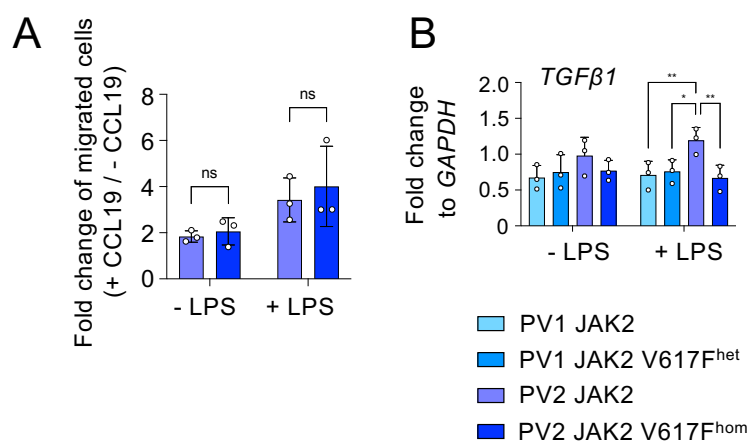 A
Fold change of migrated cells
(+ CCL19 / - CCL19)
8
6
4
2
0
ns
ns
- LPS
+ LPS
B
Fold change
to GAPDH
TGFβ1
2.0
1.5
1.0
0.5
0
**
*
**
- LPS
+ LPS
PV1 JAK2
PV1 JAK2 V617Fhet
PV2 JAK2
PV2 JAK2 V617Fhom